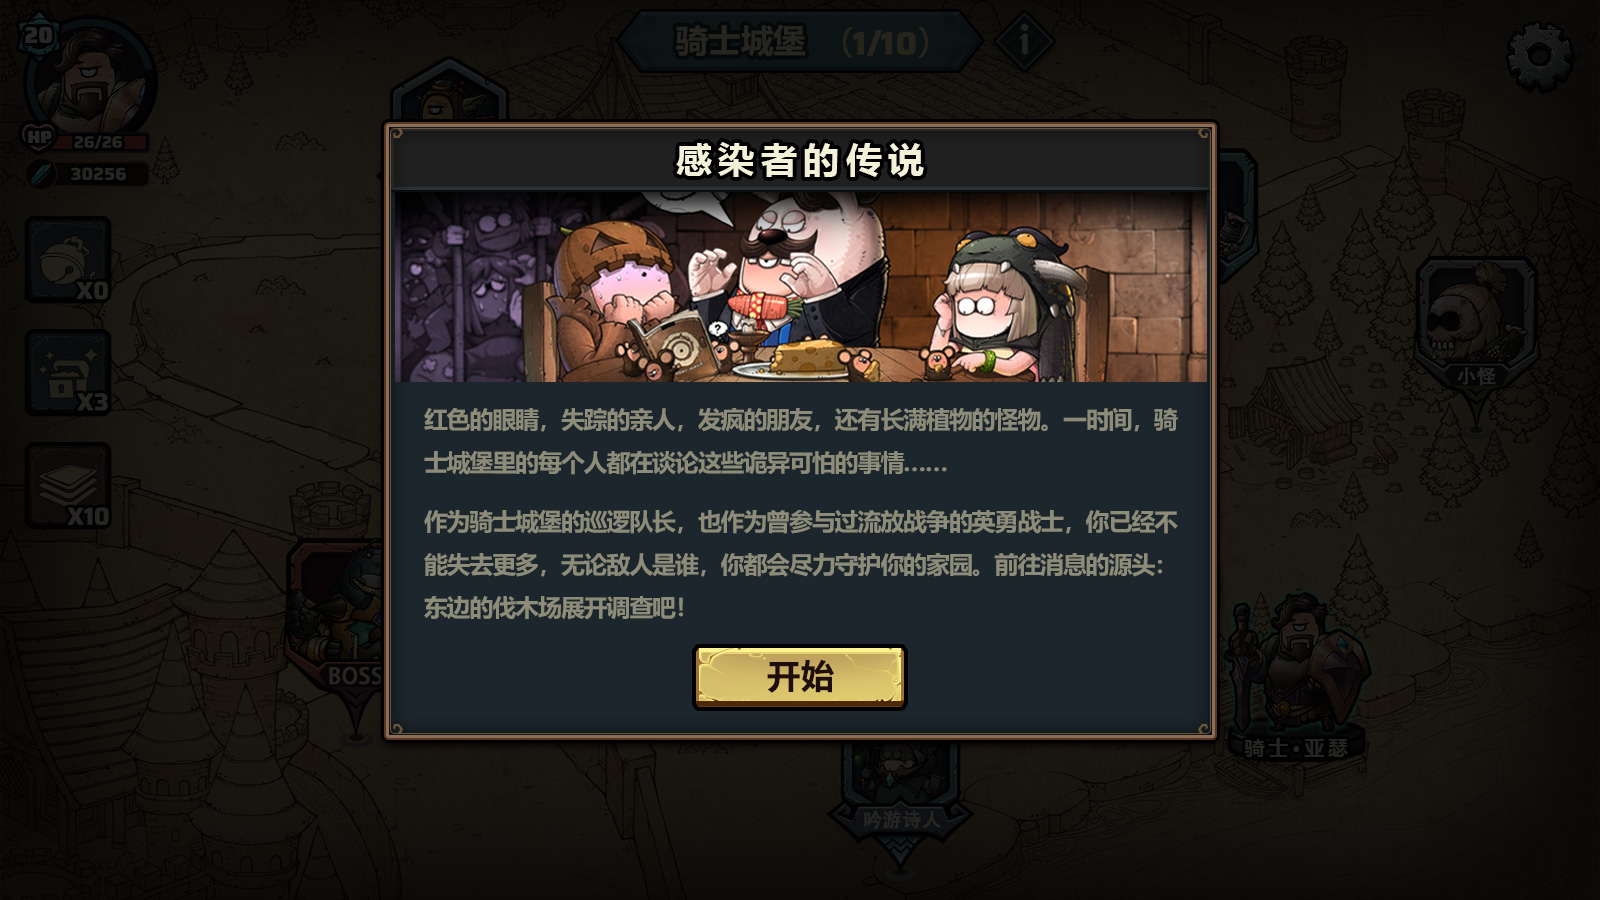 20
骑士城堡 （1/10）
i
HP
26/26
30256
X0
X3
X10
感染者的传说
?
红色的眼睛，失踪的亲人，发疯的朋友，还有长满植物的怪物。一时间，骑
士城堡里的每个人都在谈论这些诡异可怕的事情……
作为骑士城堡的巡逻队长，也作为曾参与过流放战争的英勇战士，你已经不
能失去更多，无论敌人是谁，你都会尽力守护你的家园。前往消息的源头：
东边的伐木场展开调查吧！
开始
小怪
BOSS
骑士·亚瑟
吟游诗人